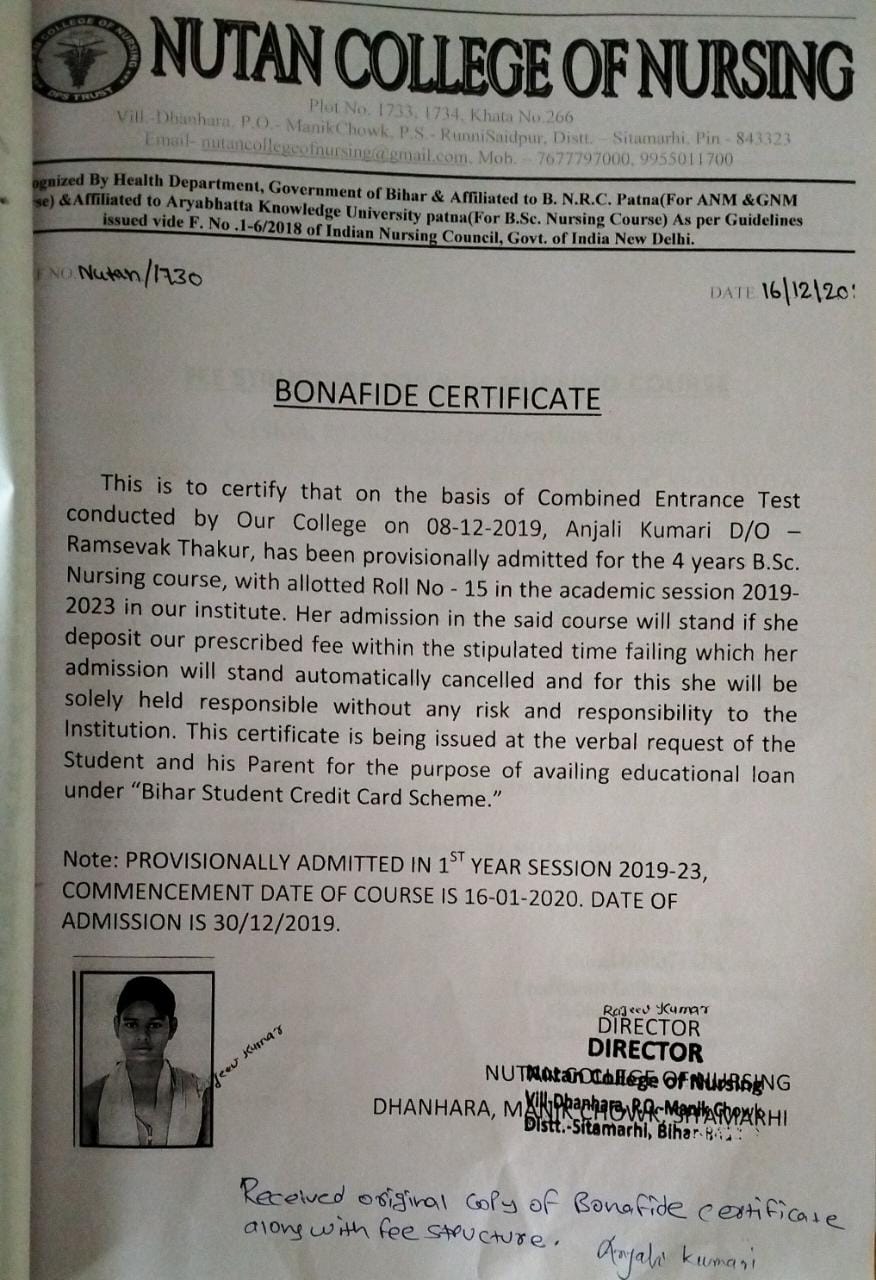 COLLEGE OF NURSING
DPS TRUST
NUTAN COLLEGE OF NURSING
Plot No. 1733, 1734, Khata No.266
Vill.-Dhanhara, P.O.- ManikChowk, P.S.- RunniSaidpur, Distt. – Sitamarhi, Pin - 843323
Email- nutancollegeofnursing@gmail.com, Mob. – 7677797000, 9955011700
ognized By Health Department, Government of Bihar & Affiliated to B. N.R.C. Patna(For ANM &GNM
se) &Affiliated to Aryabhatta Knowledge University patna(For B.Sc. Nursing Course) As per Guidelines
issued vide F. No .1-6/2018 of Indian Nursing Council, Govt. of India New Delhi.
F NO. Nutan/1730
DATE 16/12/20
BONAFIDE CERTIFICATE
This is to certify that on the basis of Combined Entrance Test
conducted by Our College on 08-12-2019, Anjali Kumari D/O –
Ramsevak Thakur, has been provisionally admitted for the 4 years B.Sc.
Nursing course, with allotted Roll No - 15 in the academic session 2019-
2023 in our institute. Her admission in the said course will stand if she
deposit our prescribed fee within the stipulated time failing which her
admission will stand automatically cancelled and for this she will be
solely held responsible without any risk and responsibility to the
Institution. This certificate is being issued at the verbal request of the
Student and his Parent for the purpose of availing educational loan
under “Bihar Student Credit Card Scheme.”
Note: PROVISIONALLY ADMITTED IN 1ST YEAR SESSION 2019-23,
COMMENCEMENT DATE OF COURSE IS 16-01-2020. DATE OF
ADMISSION IS 30/12/2019.
jeev Kumar
Rajeev Kumar
DIRECTOR
DIRECTOR
NUTAN COLLEGE OF NURSING
Nutan College of Nursing
DHANHARA, MANIK CHOWK SITAMARHI
Vill-Dhanhara, P.O.-Manik Chowk
Distt.-Sitamarhi, Bihar
Received original copy of Bonafide certificate
along with fee structure. Anjali Kumari